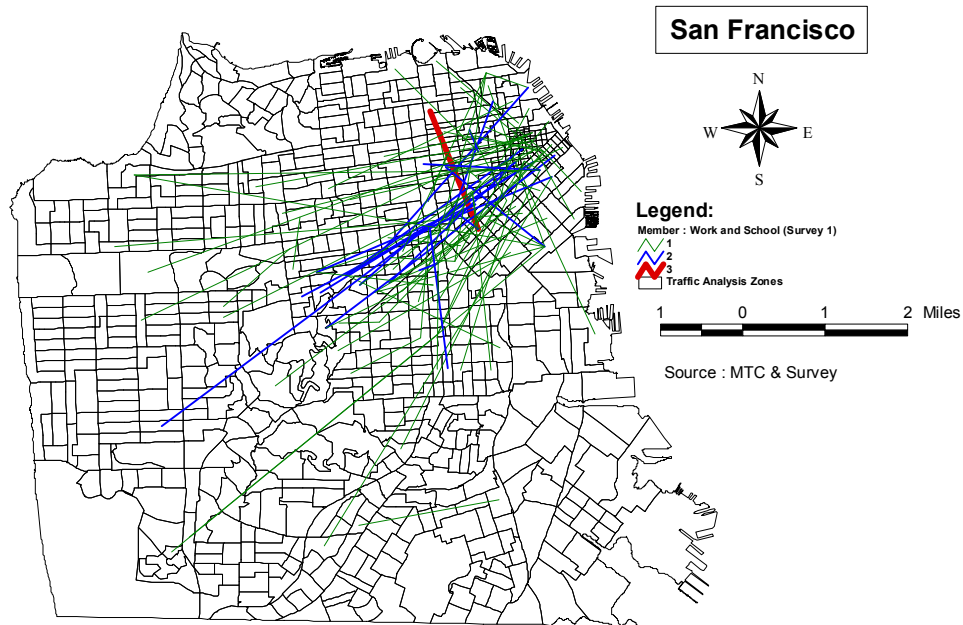 San Francisco
N
W E
S
Legend:
Member : Work and School (Survey 1)
1
2
3
Traffic Analysis Zones
1 0 1 2 Miles
Source : MTC & Survey